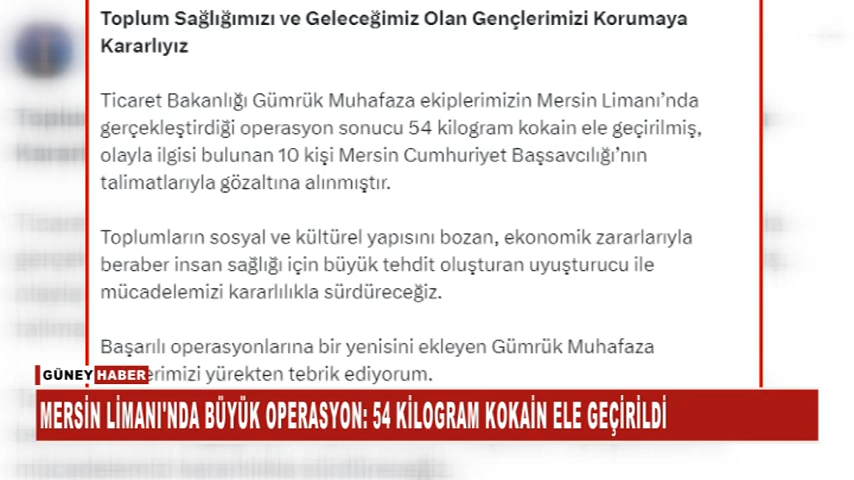 Toplum Sağlığımızı ve Geleceğimiz Olan Gençlerimizi Korumaya
Kararlıyız
Ticaret Bakanlığı Gümrük Muhafaza ekiplerimizin Mersin Limanı’nda
gerçekleştirdiği operasyon sonucu 54 kilogram kokain ele geçirilmiş,
olayla ilgisi bulunan 10 kişi Mersin Cumhuriyet Başsavcılığı’nın
talimatlarıyla gözaltına alınmıştır.
Toplumların sosyal ve kültürel yapısını bozan, ekonomik zararlarıyla
beraber insan sağlığı için büyük tehdit oluşturan uyuşturucu ile
mücadelemizi kararlılıkla sürdüreceğiz.
Başarılı operasyonlarına bir yenisini ekleyen Gümrük Muhafaza
erimizi yürekten tebrik ediyorum.
GÜNEY HABER
MERSİN LİMANI'NDA BÜYÜK OPERASYON: 54 KİLOGRAM KOKAİN ELE GEÇİRİLDİ